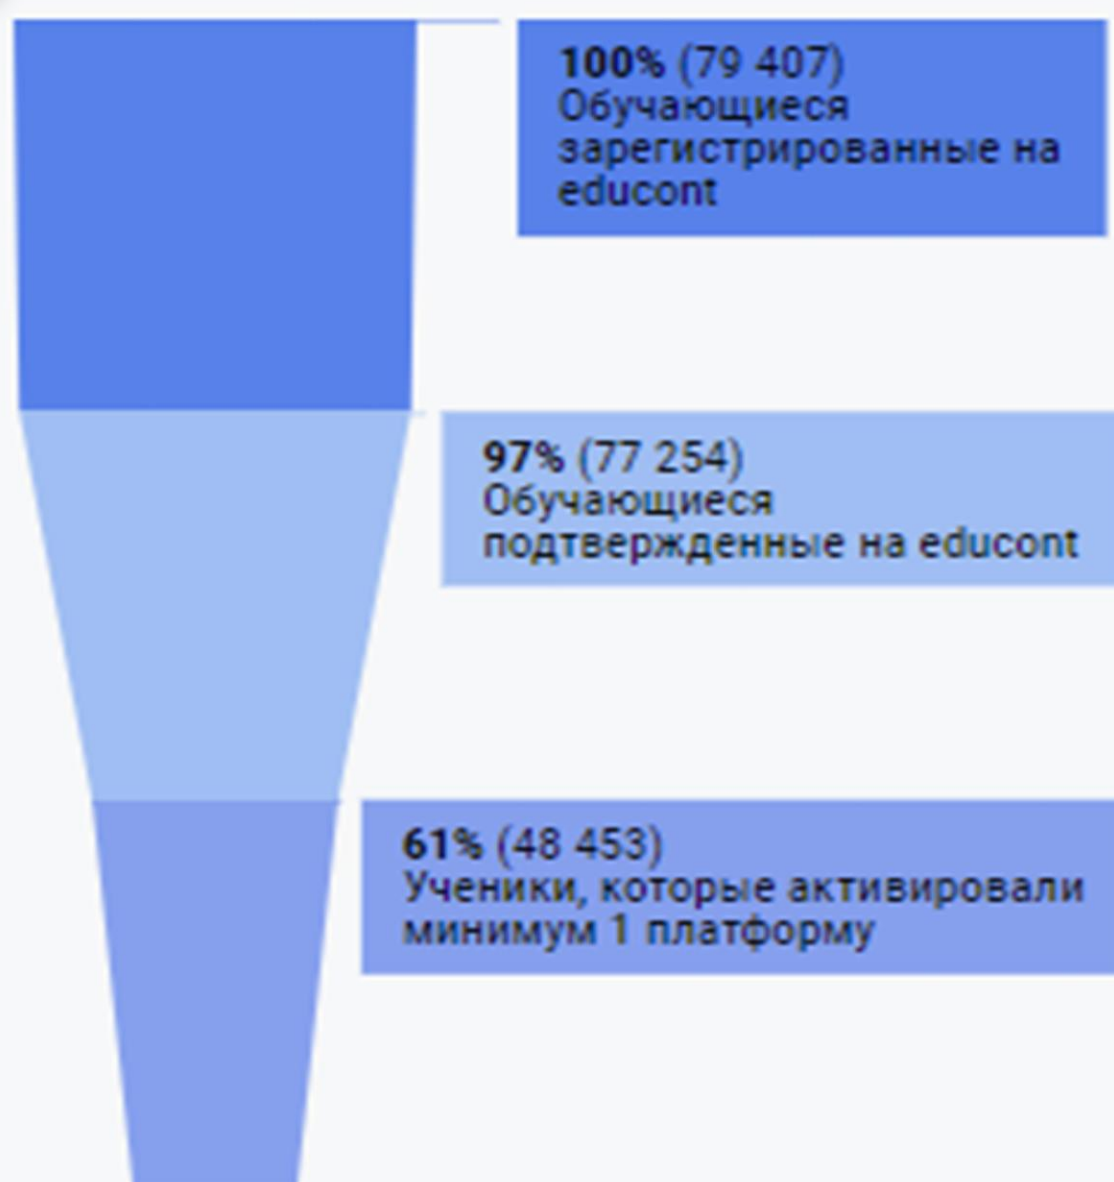 100% (79 407)
Обучающиеся
зарегистрированные на
educont
97% (77 254)
Обучающиеся
подтвержденные на educont
61% (48 453)
Ученики, которые активировали
минимум 1 платформу